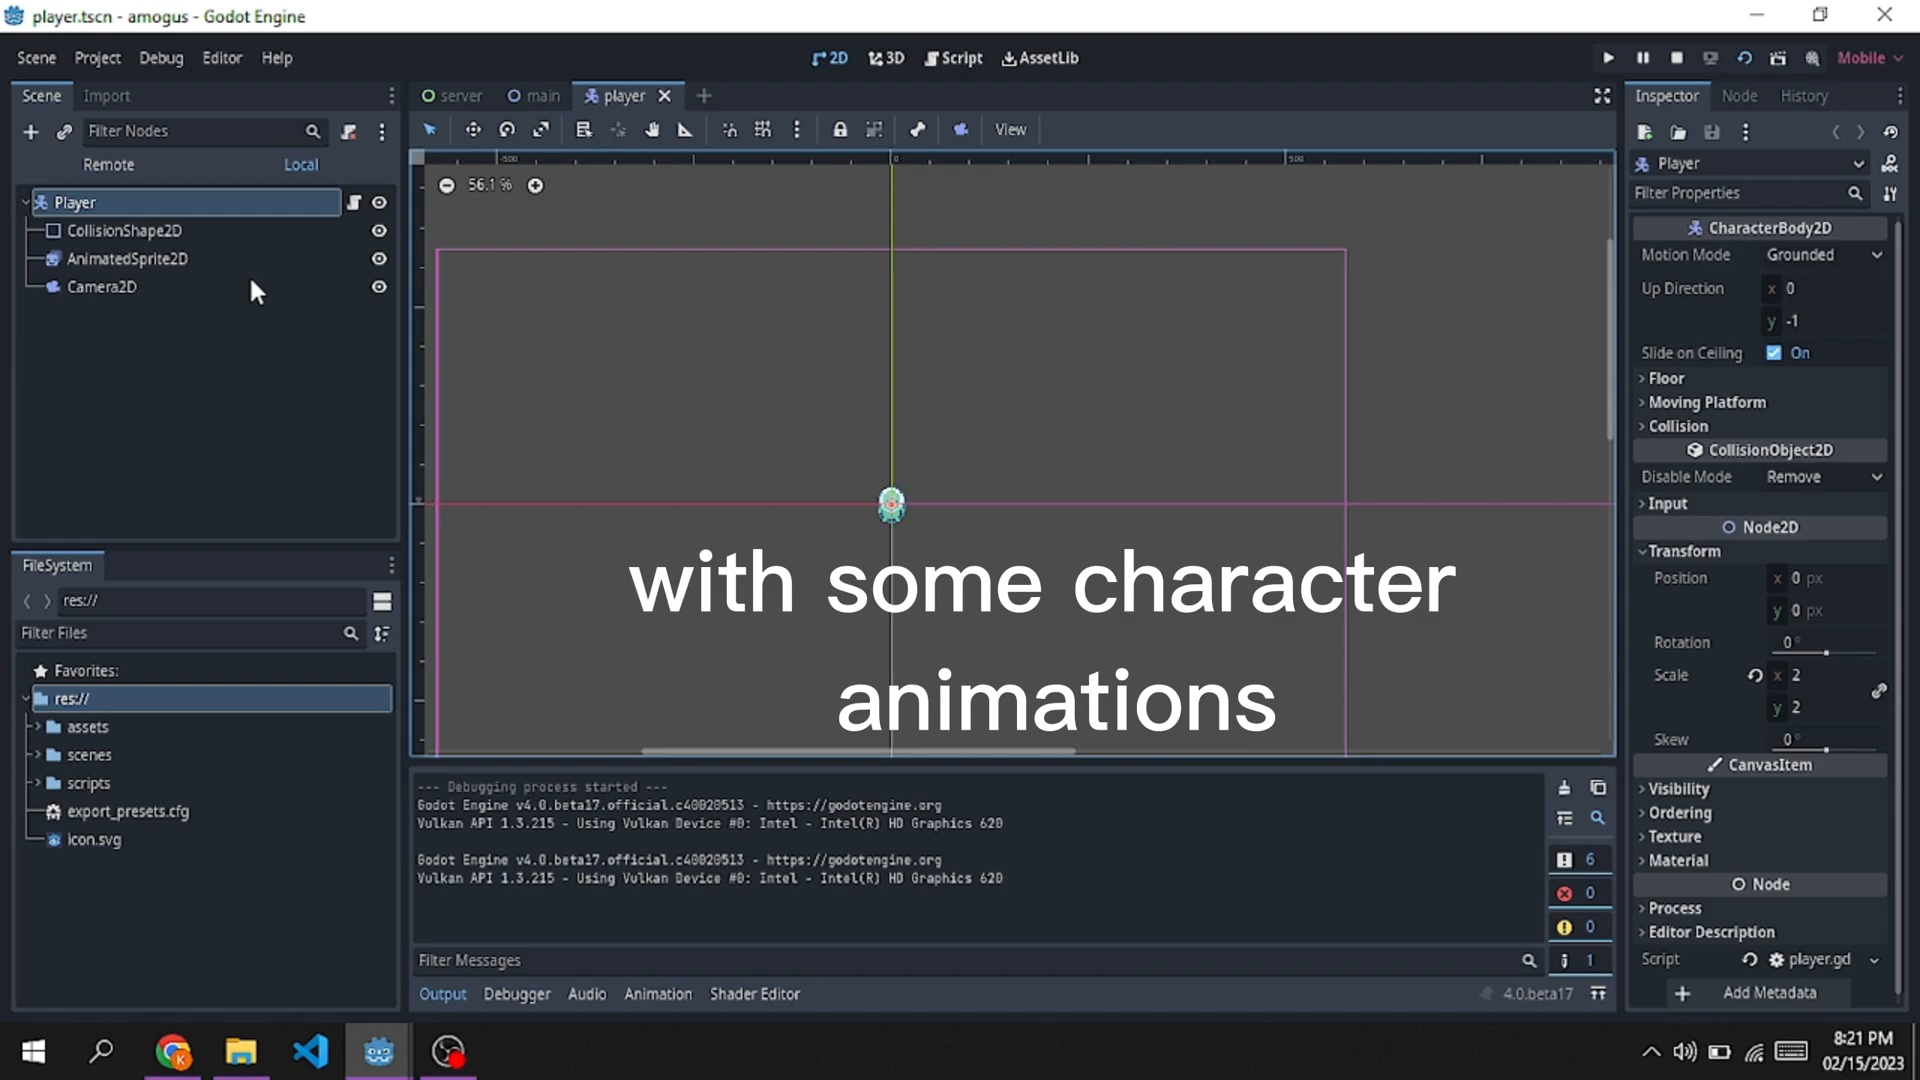 player.tscn - amogus - Godot Engine
Scene Project Debug Editor Help
2D 3D Script AssetLib
Mobile
Scene Import
server main player
Inspector Node History
Filter Nodes
View
Remote Local
Player
CollisionShape2D
AnimatedSprite2D
Camera2D
-500 0 500
56.1 %
with some character
animations
FileSystem
res://
Filter Files
Favorites:
res://
assets
scenes
scripts
export_presets.cfg
icon.svg
--- Debugging process started ---
Godot Engine v4.0.beta17.official.c40020513 - https://godotengine.org
Vulkan API 1.3.215 - Using Vulkan Device #0: Intel - Intel(R) HD Graphics 620
Godot Engine v4.0.beta17.official.c40020513 - https://godotengine.org
Vulkan API 1.3.215 - Using Vulkan Device #0: Intel - Intel(R) HD Graphics 620
6
0
0
1
Filter Messages
Output Debugger Audio Animation Shader Editor
4.0.beta17
Player
Filter Properties
CharacterBody2D
Motion Mode Grounded
Up Direction x 0
y -1
Slide on Ceiling On
Floor
Moving Platform
Collision
CollisionObject2D
Disable Mode Remove
Input
Node2D
Transform
Position x 0 px
y 0 px
Rotation 0 °
Scale x 2
y 2
Skew 0 °
CanvasItem
Visibility
Ordering
Texture
Material
Node
Process
Editor Description
Script player.gd
Add Metadata
K
8:21 PM
02/15/2023